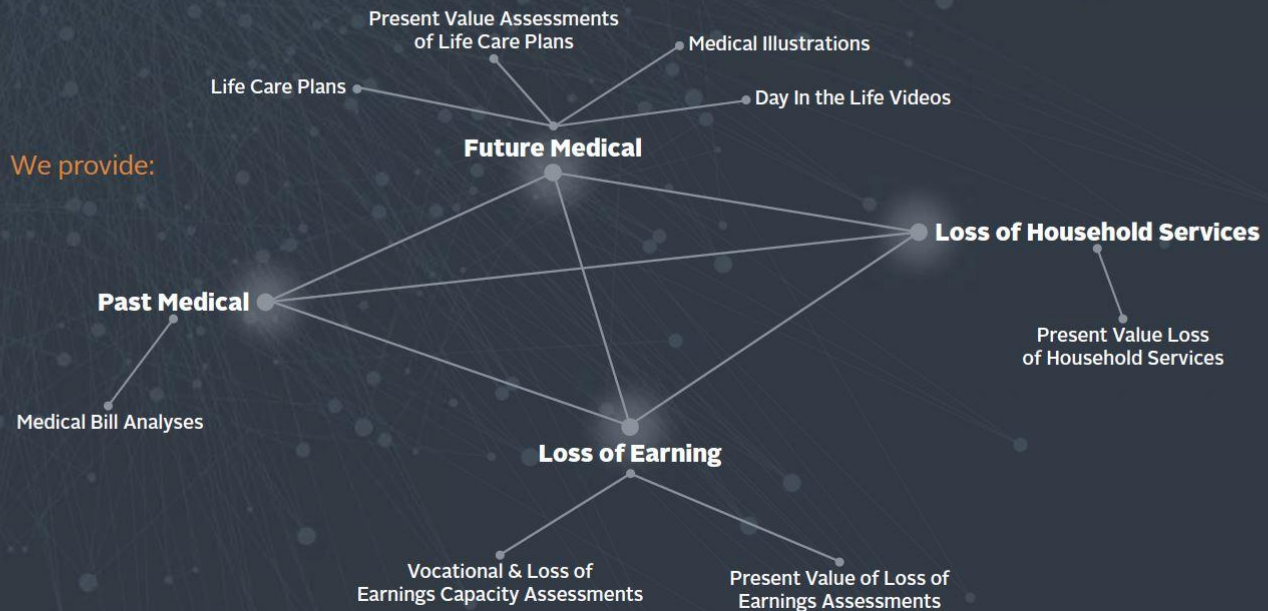 Present Value Assessments
of Life Care Plans
Medical Illustrations
Life Care Plans
Day In the Life Videos
Future Medical
We provide:
Loss of Household Services
Past Medical
Present Value Loss
of Household Services
Medical Bill Analyses
Loss of Earning
Vocational & Loss of
Earnings Capacity Assessments
Present Value of Loss of
Earnings Assessments